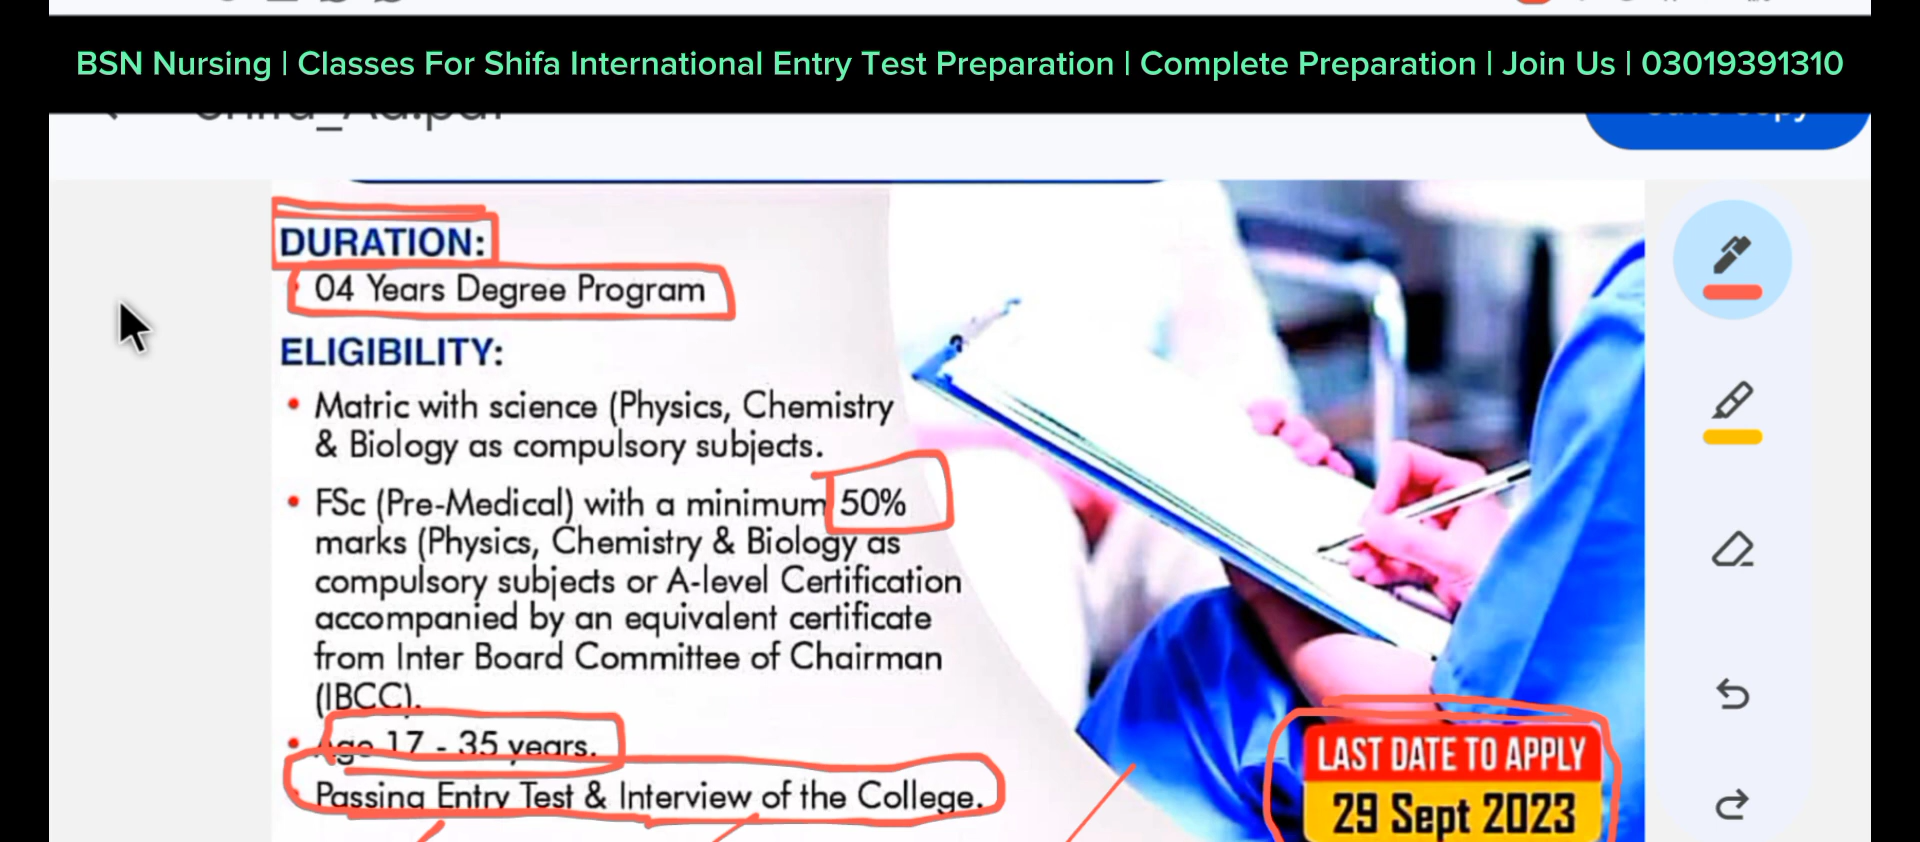 BSN Nursing | Classes For Shifa International Entry Test Preparation | Complete Preparation | Join Us | 03019391310
DURATION:
04 Years Degree Program
ELIGIBILITY:
• Matric with science (Physics, Chemistry
& Biology as compulsory subjects.
• FSc (Pre-Medical) with a minimum 50%
marks (Physics, Chemistry & Biology as
compulsory subjects or A-level Certification
accompanied by an equivalent certificate
from Inter Board Committee of Chairman
(IBCC).
• Age 17 - 35 years.
Passing Entry Test & Interview of the College.
LAST DATE TO APPLY
29 Sept 2023